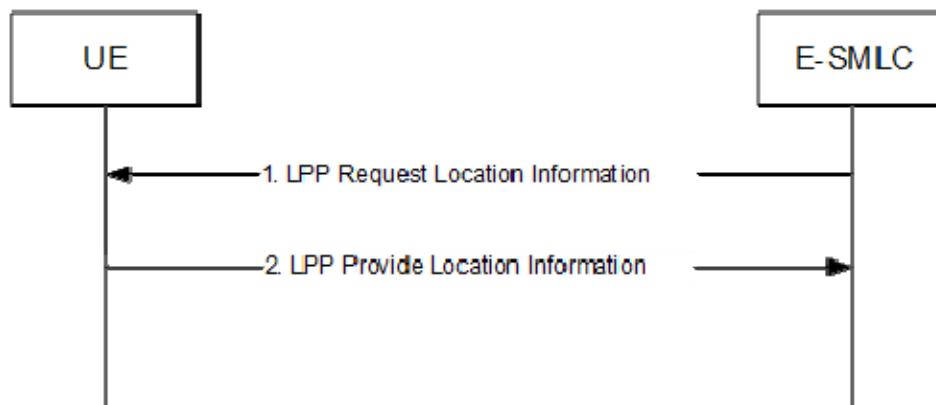 UE
E-SMLC
1. LPP Request Location Information
2. LPP Provide Location Information